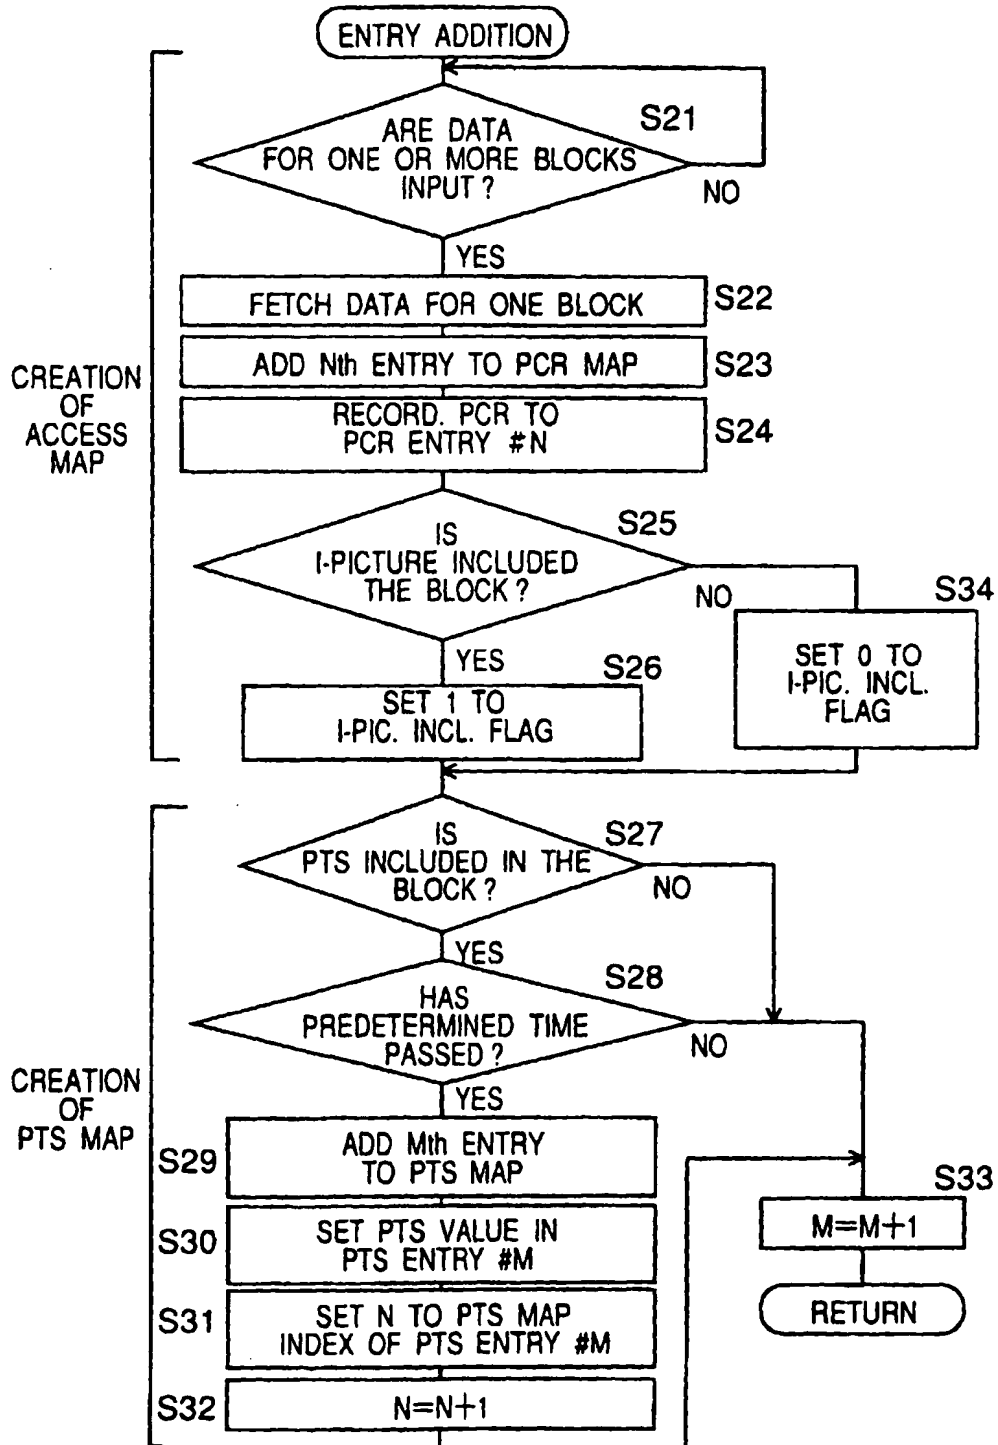 ENTRY ADDITION
S21
ARE DATA
FOR ONE OR MORE BLOCKS
INPUT ?
NO
YES
FETCH DATA FOR ONE BLOCK
S22
ADD Nth ENTRY TO PCR MAP
S23
RECORD. PCR TO
PCR ENTRY #N
S24
CREATION
OF
ACCESS
MAP
S25
IS
I-PICTURE INCLUDED
THE BLOCK ?
NO
S34
YES
SET 0 TO
I-PIC. INCL.
FLAG
S26
SET 1 TO
I-PIC. INCL. FLAG
S27
IS
PTS INCLUDED IN THE
BLOCK ?
NO
YES
S28
HAS
PREDETERMINED TIME
PASSED ?
NO
YES
CREATION
OF
PTS MAP
S29
ADD Mth ENTRY
TO PTS MAP
S33
M=M+1
S30
SET PTS VALUE IN
PTS ENTRY #M
RETURN
S31
SET N TO PTS MAP
INDEX OF PTS ENTRY #M
S32
N=N+1